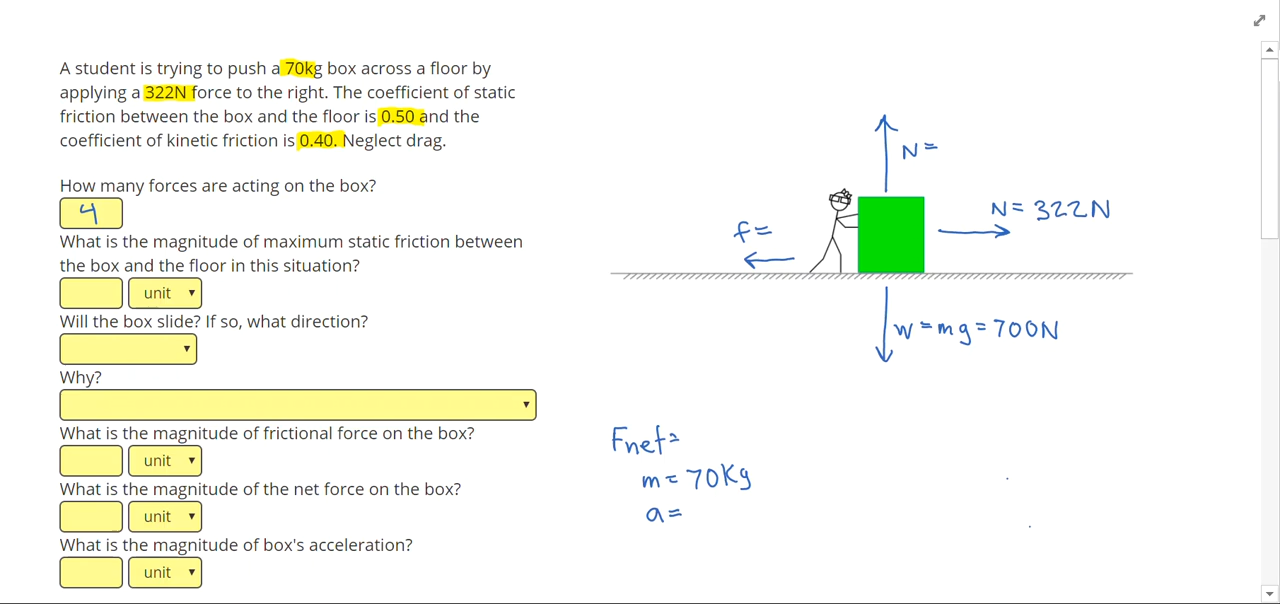 A student is trying to push a 70kg box across a floor by
applying a 322N force to the right. The coefficient of static
friction between the box and the floor is 0.50 and the
coefficient of kinetic friction is 0.40. Neglect drag.
How many forces are acting on the box?
4
What is the magnitude of maximum static friction between
the box and the floor in this situation?
unit
Will the box slide? If so, what direction?
Why?
What is the magnitude of frictional force on the box?
unit
What is the magnitude of the net force on the box?
unit
What is the magnitude of box's acceleration?
unit
N =
N = 322N
f =
W = mg = 700N
Fnet =
m = 70Kg
a =